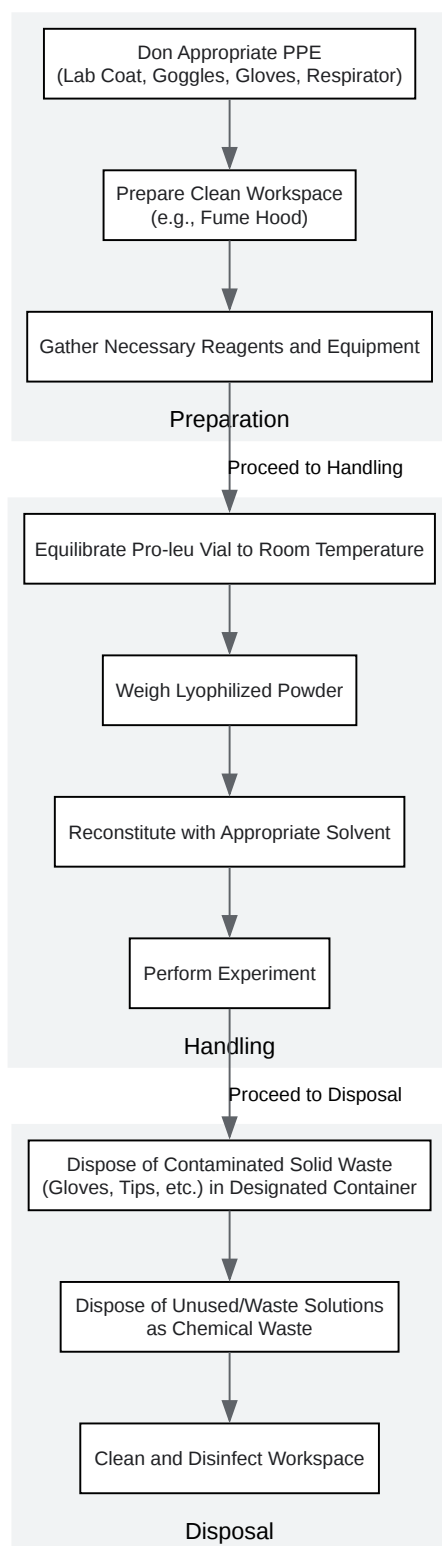 Don Appropriate PPE
(Lab Coat, Goggles, Gloves, Respirator)
Prepare Clean Workspace
(e.g., Fume Hood)
Gather Necessary Reagents and Equipment
Preparation
Proceed to Handling
Equilibrate Pro-leu Vial to Room Temperature
Weigh Lyophilized Powder
Reconstitute with Appropriate Solvent
Perform Experiment
Handling
Proceed to Disposal
Dispose of Contaminated Solid Waste
(Gloves, Tips, etc.) in Designated Container
Dispose of Unused/Waste Solutions
as Chemical Waste
Clean and Disinfect Workspace
Disposal